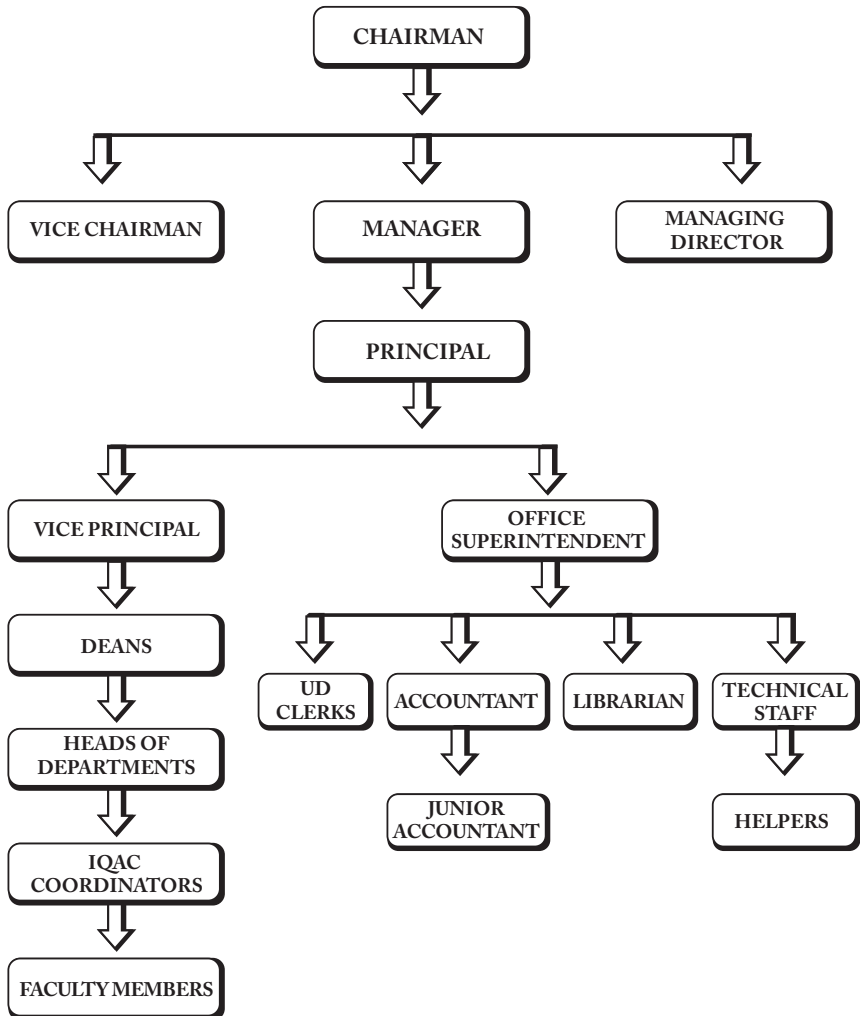 CHAIRMAN
VICE CHAIRMAN
MANAGER
MANAGING
DIRECTOR
PRINCIPAL
VICE PRINCIPAL
OFFICE
SUPERINTENDENT
DEANS
UD
CLERKS
ACCOUNTANT
LIBRARIAN
TECHNICAL
STAFF
HEADS OF
DEPARTMENTS
JUNIOR
ACCOUNTANT
HELPERS
IQAC
COORDINATORS
FACULTY MEMBERS